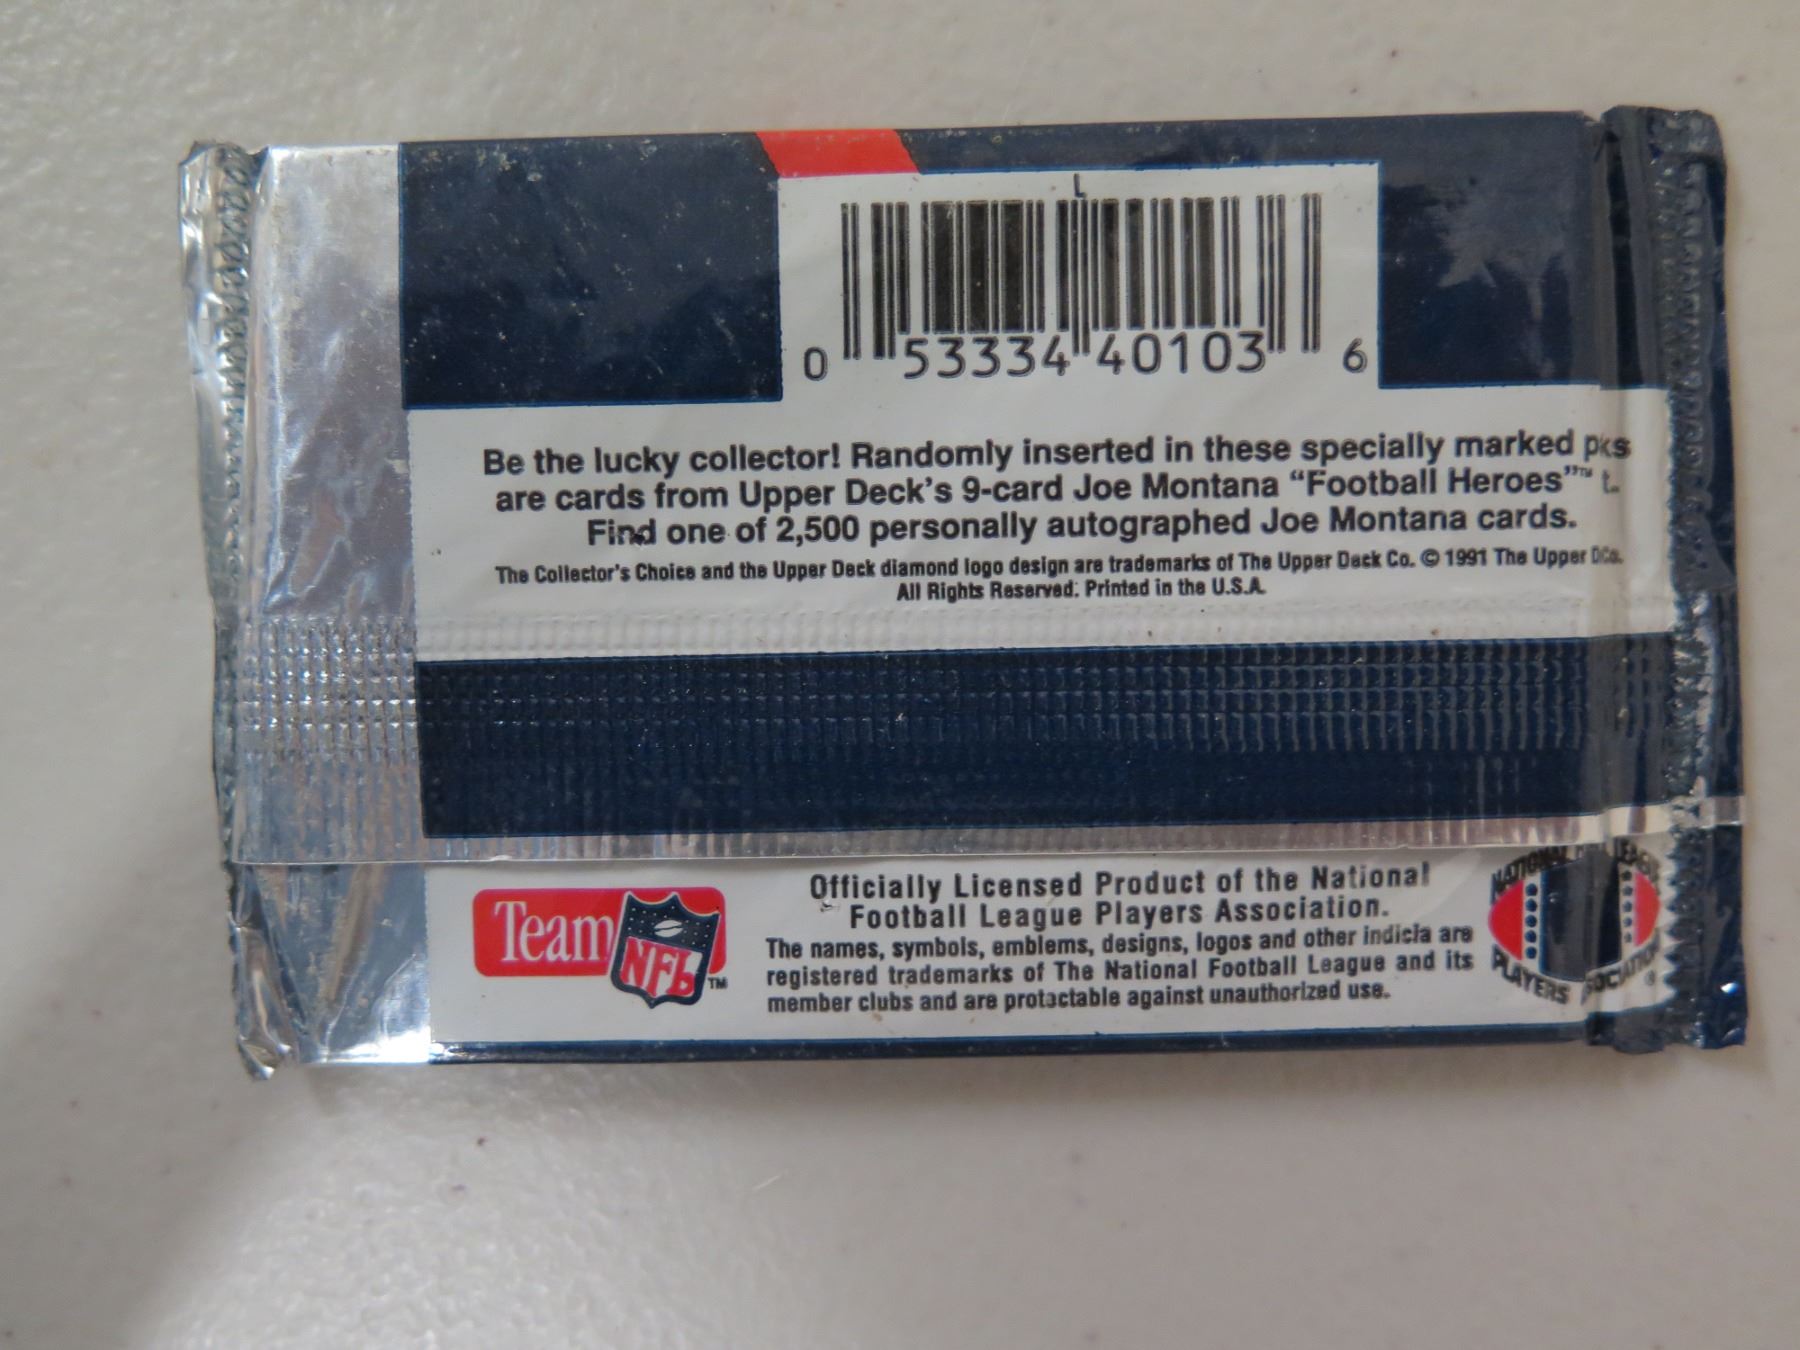 L
0 53334 40103 6
Be the lucky collector! Randomly inserted in these specially marked
are cards from Upper Deck's 9-card Joe Montana “Football Heroes”™
Find one of 2,500 personally autographed Joe Montana cards.
The Collector's Choice and the Upper Deck diamond logo design are trademarks of The Upper Deck Co. © 1991 The Upper
All Rights Reserved. Printed in the U.S.A.
Team NFL ™
Officially Licensed Product of the National
Football League Players Association.
The names, symbols, emblems, designs, logos and other indicia are
registered trademarks of The National Football League and its
member clubs and are protectable against unauthorized use.
NATIONAL LEAGUE
PLAYERS ®